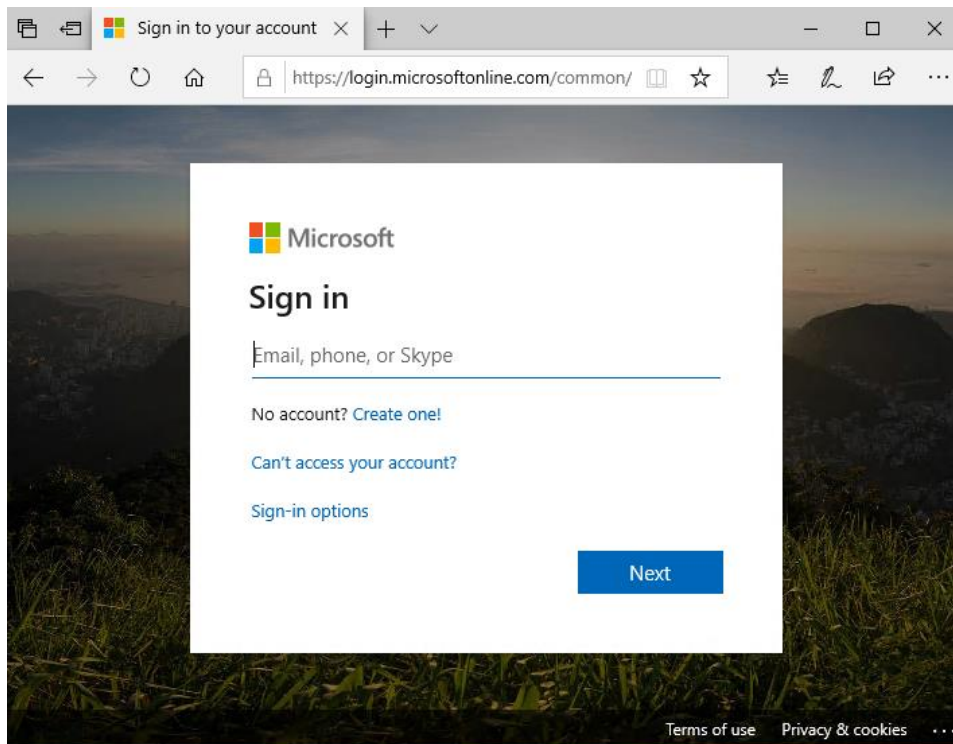 Sign in to your account
https://login.microsoftonline.com/common/
Microsoft
Sign in
Email, phone, or Skype
No account? Create one!
Can't access your account?
Sign-in options
Next
Terms of use Privacy & cookies ...